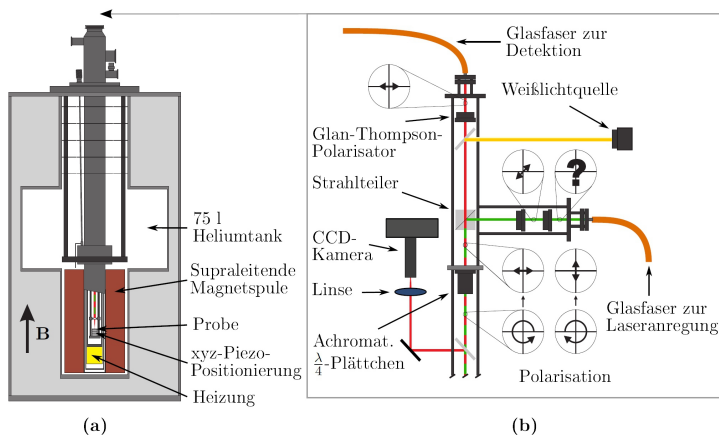 75 l
Heliumtank
Supraleitende
Magnetspule
B
Probe
xyz-Piezo-
Positionierung
Heizung
(a)
Glasfaser zur
Detektion
Weißlichtquelle
Glan-Thompson-
Polarisator
Strahlteiler
?
CCD-
Kamera
Linse
Glasfaser zur
Laseranregung
Achromat.
λ/4-Plättchen
Polarisation
(b)